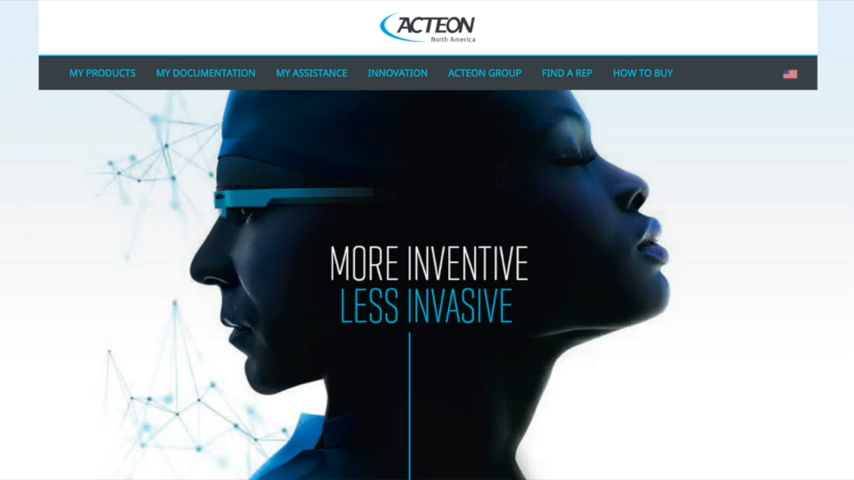 ACTEON
North America
MY PRODUCTS MY DOCUMENTATION MY ASSISTANCE INNOVATION ACTEON GROUP FIND A REP HOW TO BUY
MORE INVENTIVE
LESS INVASIVE